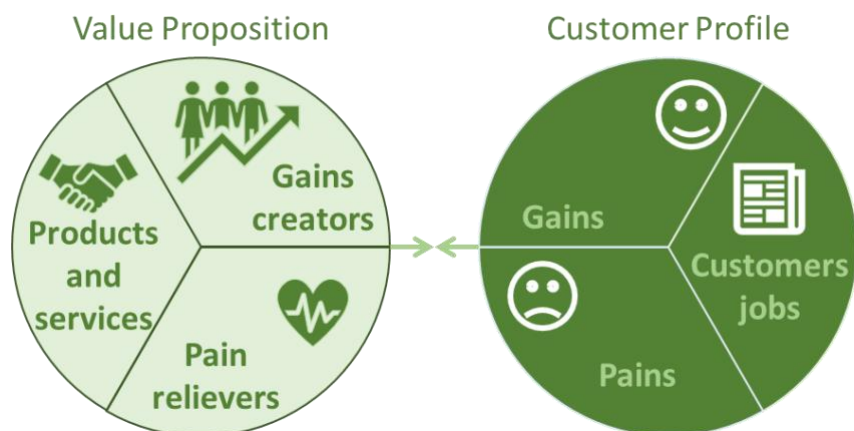 Value Proposition
Customer Profile
Gains
creators
Products
and
services
Pain
relievers
Gains
Customers
jobs
Pains